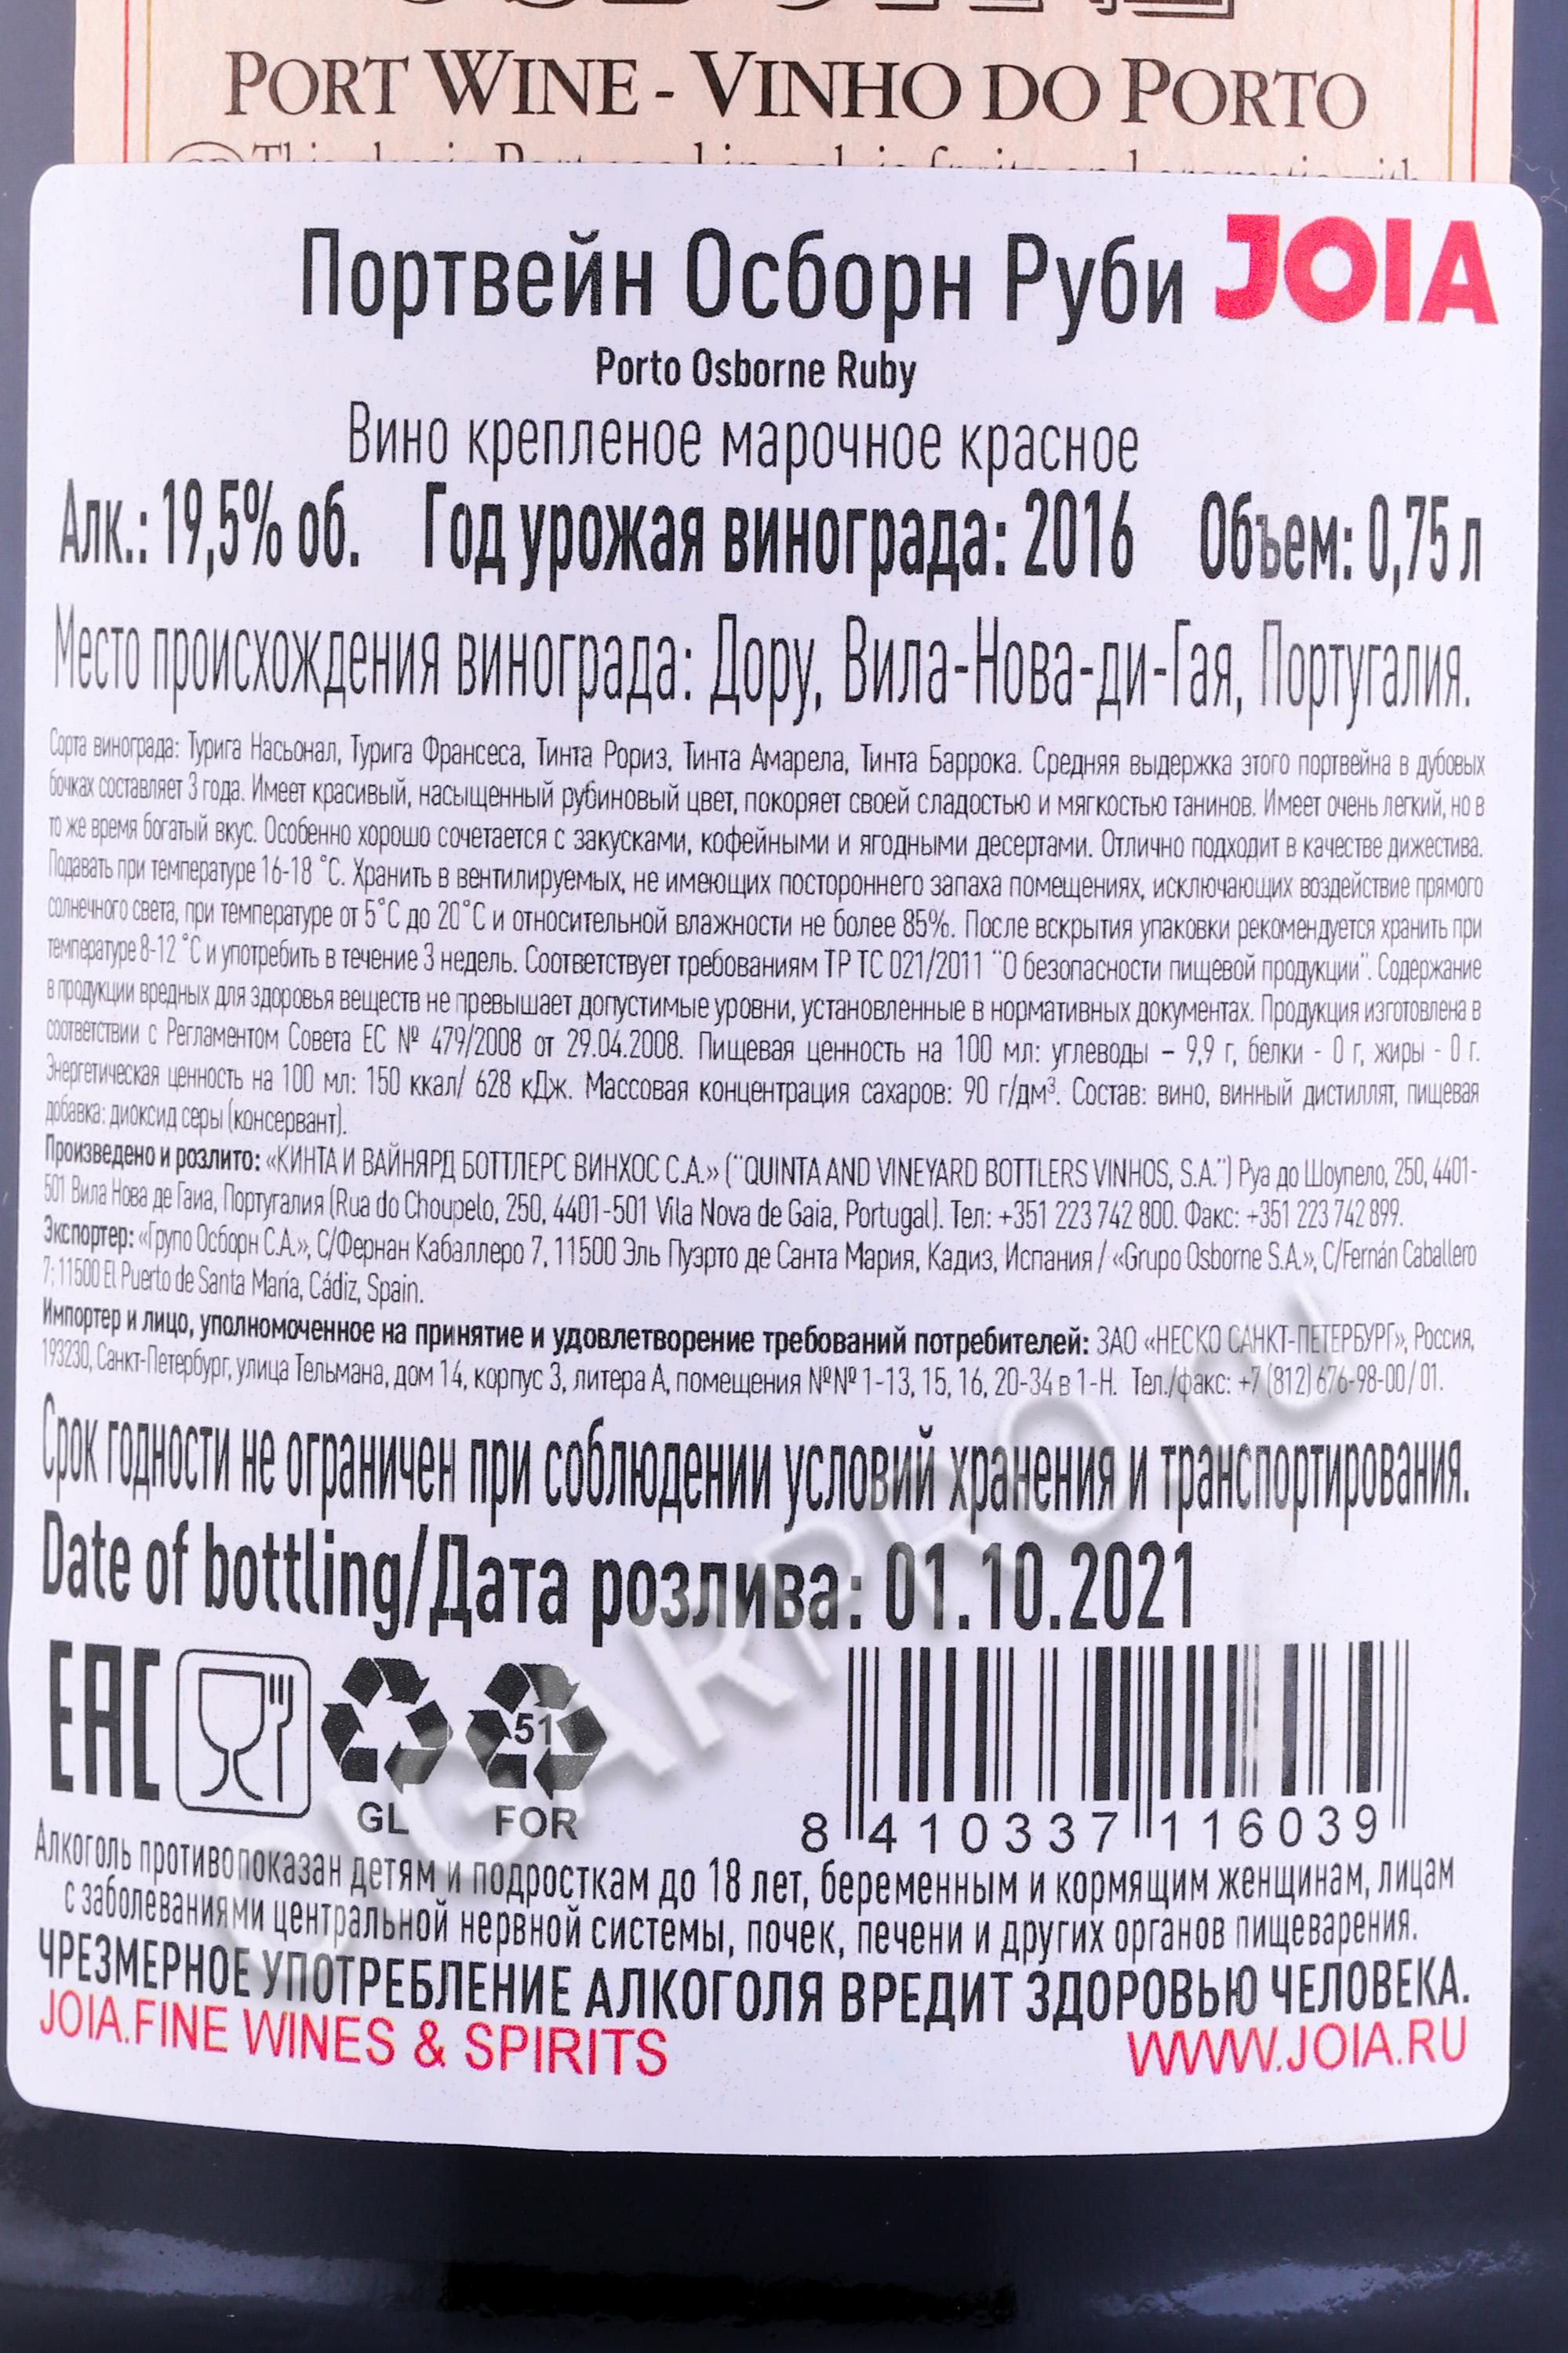 PORT WINE - VINHO DO PORTO
GB This classic Port
Портвейн Осборн Руби JOIA
Porto Osborne Ruby
Вино крепленое марочное красное
Алк.: 19,5% об. Год урожая винограда: 2016 Объем: 0,75 л
Место происхождения винограда: Дору, Вила-Нова-ди-Гая, Португалия.
Сорта винограда: Турига Насьонал, Турига Франсеса, Тинта Рориз, Тинта Амарела, Тинта Баррока. Средняя выдержка этого портвейна в дубовых
бочках составляет 3 года. Имеет красивый, насыщенный рубиновый цвет, покоряет своей сладостью и мягкостью танинов. Имеет очень легкий, но в
то же время богатый вкус. Особенно хорошо сочетается с закусками, кофейными и ягодными десертами. Отлично подходит в качестве дижестива.
Подавать при температуре 16-18 °С. Хранить в вентилируемых, не имеющих постороннего запаха помещениях, исключающих воздействие прямого
солнечного света, при температуре от 5°С до 20°С и относительной влажности не более 85%. После вскрытия упаковки рекомендуется хранить при
температуре 8-12 °С и употребить в течение 3 недель. Соответствует требованиям ТР ТС 021/2011 "О безопасности пищевой продукции". Содержание
в продукции вредных для здоровья веществ не превышает допустимые уровни, установленные в нормативных документах. Продукция изготовлена в
соответствии с Регламентом Совета ЕС № 479/2008 от 29.04.2008. Пищевая ценность на 100 мл: углеводы – 9,9 г, белки - 0 г, жиры - 0 г.
Энергетическая ценность на 100 мл: 150 ккал/ 628 кДж. Массовая концентрация сахаров: 90 г/дм³. Состав: вино, винный дистиллят, пищевая
добавка: диоксид серы (консервант).
Произведено и розлито: «КИНТА И ВАЙНЯРД БОТТЛЕРС ВИНХОС С.А.» ("QUINTA AND VINEYARD BOTTLERS VINHOS, S.A.") Руа до Шоупело, 250, 4401-
501 Вила Нова де Гаиа, Португалия (Rua do Choupelo, 250, 4401-501 Vila Nova de Gaia, Portugal). Тел: +351 223 742 800. Факс: +351 223 742 899.
Экспортер: «Групо Осборн С.А.», С/Фернан Кабаллеро 7, 11500 Эль Пуэрто де Санта Мария, Кадиз, Испания / «Grupo Osborne S.A.», C/Fernán Caballero
7; 11500 El Puerto de Santa María, Cádiz, Spain.
Импортер и лицо, уполномоченное на принятие и удовлетворение требований потребителей: ЗАО «НЕСКО САНКТ-ПЕТЕРБУРГ», Россия,
193230, Санкт-Петербург, улица Тельмана, дом 14, корпус 3, литера А, помещения №№ 1-13, 15, 16, 20-34 в 1-Н. Тел./факс: +7 (812) 676-98-00/ 01.
Срок годности не ограничен при соблюдении условий хранения и транспортирования.
Date of bottling/Дата розлива: 01.10.2021
EAC
51
GL FOR
8 410337 116039
Алкоголь противопоказан детям и подросткам до 18 лет, беременным и кормящим женщинам, лицам
с заболеваниями центральной нервной системы, почек, печени и других органов пищеварения.
ЧРЕЗМЕРНОЕ УПОТРЕБЛЕНИЕ АЛКОГОЛЯ ВРЕДИТ ЗДОРОВЬЮ ЧЕЛОВЕКА.
JOIA.FINE WINES & SPIRITS WWW.JOIA.RU
CIGARPRO.ru